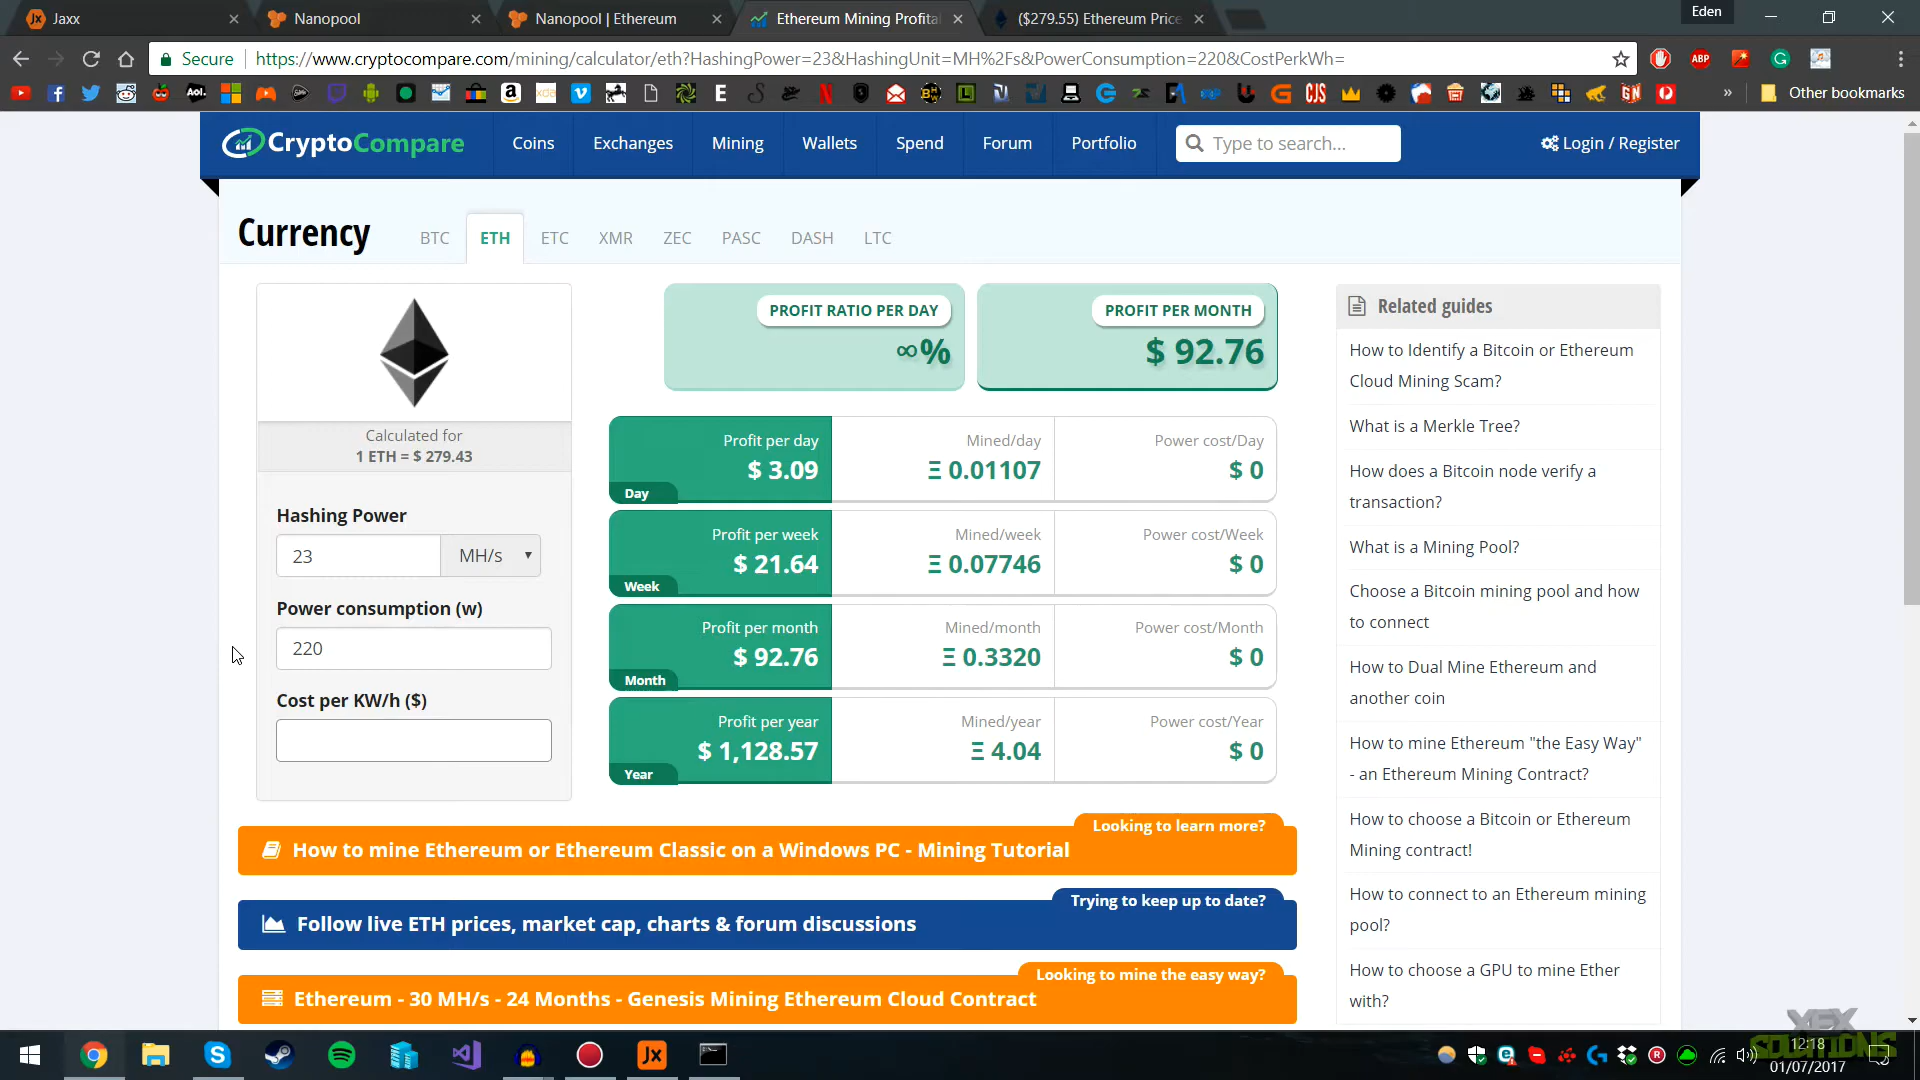 Jaxx
Nanopool
Nanopool | Ethereum
Ethereum Mining Profita
($279.55) Ethereum Price
Eden
Secure
https://www.cryptocompare.com/mining/calculator/eth?HashingPower=23&HashingUnit=MH%2Fs&PowerConsumption=220&CostPerkWh=
Other bookmarks
CryptoCompare
Coins
Exchanges
Mining
Wallets
Spend
Forum
Portfolio
Type to search...
Login / Register
Currency
BTC
ETH
ETC
XMR
ZEC
PASC
DASH
LTC
Calculated for
1 ETH = $ 279.43
Hashing Power
23
MH/s
Power consumption (w)
220
Cost per KW/h ($)
PROFIT RATIO PER DAY
∞%
PROFIT PER MONTH
$ 92.76
Profit per day
$ 3.09
Day
Mined/day
Ξ 0.01107
Power cost/Day
$ 0
Profit per week
$ 21.64
Week
Mined/week
Ξ 0.07746
Power cost/Week
$ 0
Profit per month
$ 92.76
Month
Mined/month
Ξ 0.3320
Power cost/Month
$ 0
Profit per year
$ 1,128.57
Year
Mined/year
Ξ 4.04
Power cost/Year
$ 0
Looking to learn more?
How to mine Ethereum or Ethereum Classic on a Windows PC - Mining Tutorial
Trying to keep up to date?
Follow live ETH prices, market cap, charts & forum discussions
Looking to mine the easy way?
Ethereum - 30 MH/s - 24 Months - Genesis Mining Ethereum Cloud Contract
Related guides
How to Identify a Bitcoin or Ethereum
Cloud Mining Scam?
What is a Merkle Tree?
How does a Bitcoin node verify a
transaction?
What is a Mining Pool?
Choose a Bitcoin mining pool and how
to connect
How to Dual Mine Ethereum and
another coin
How to mine Ethereum "the Easy Way"
- an Ethereum Mining Contract?
How to choose a Bitcoin or Ethereum
Mining contract!
How to connect to an Ethereum mining
pool?
How to choose a GPU to mine Ether
with?
XFX
SOLUTIONS
12:18
01/07/2017